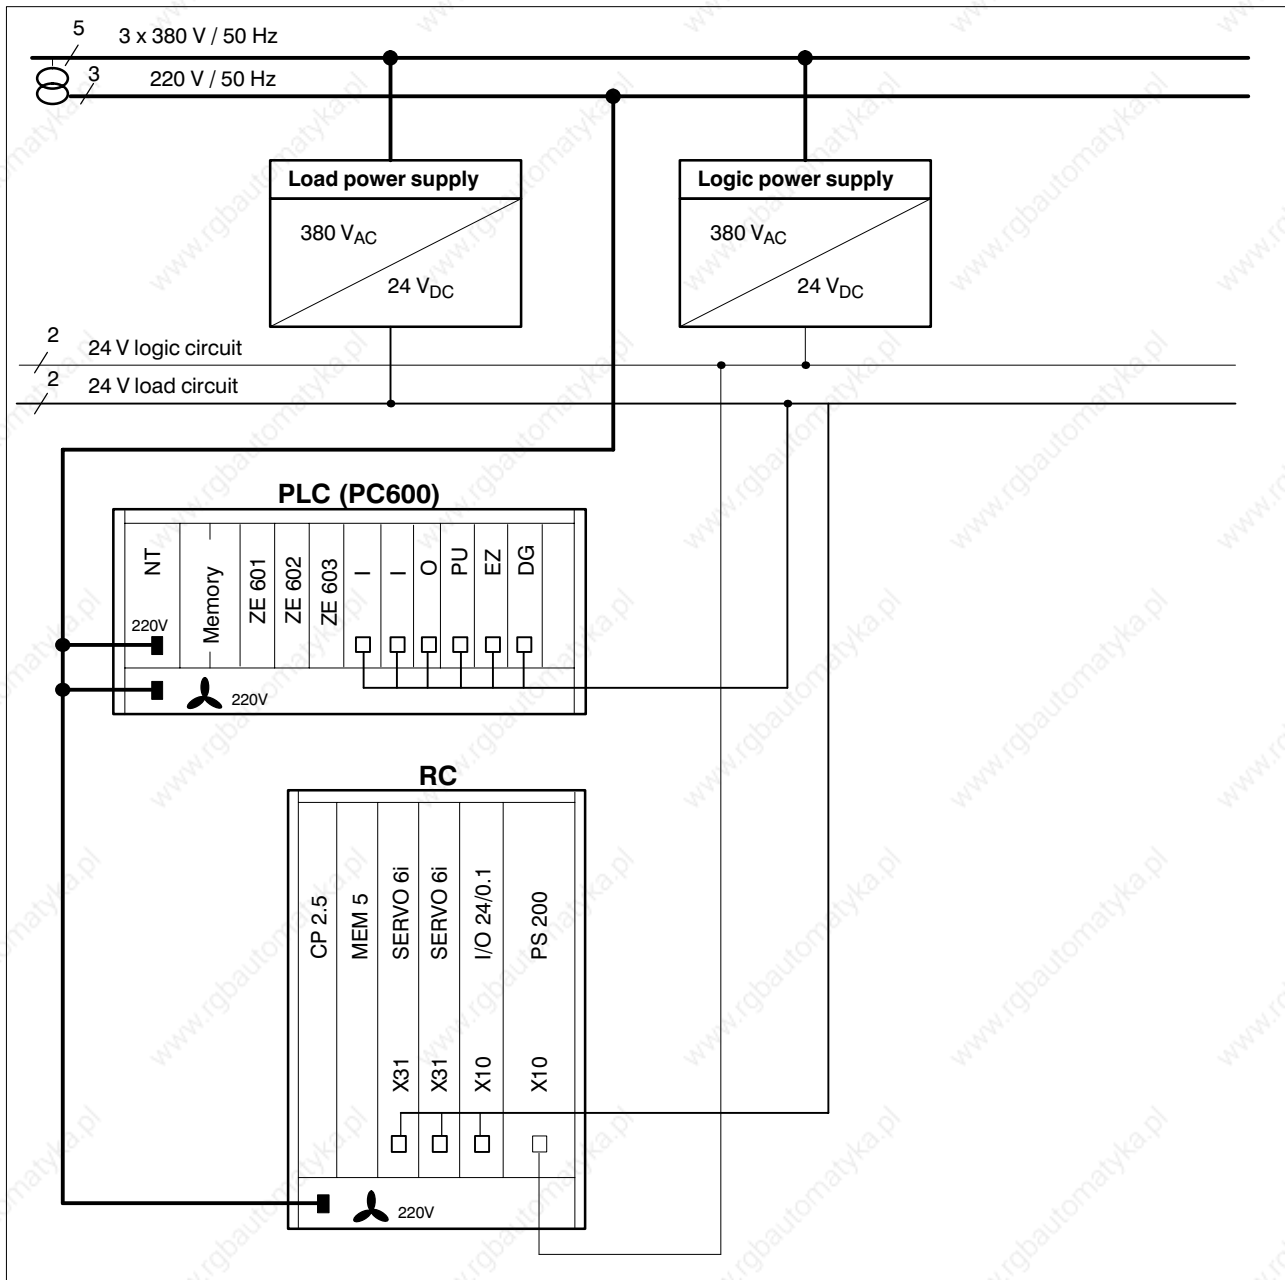 5
3 x 380 V / 50 Hz
3
220 V / 50 Hz
Load power supply
380 VAC
24 VDC
Logic power supply
380 VAC
24 VDC
2
24 V logic circuit
2
24 V load circuit
PLC (PC600)
NT
Memory
ZE 601
ZE 602
ZE 603
I
I
O
PU
EZ
DG
220V
220V
RC
CP 2.5
MEM 5
SERVO 6i
SERVO 6i
I/O 24/0.1
PS 200
X31
X31
X10
X10
220V
www.rgbautomatyka.pl